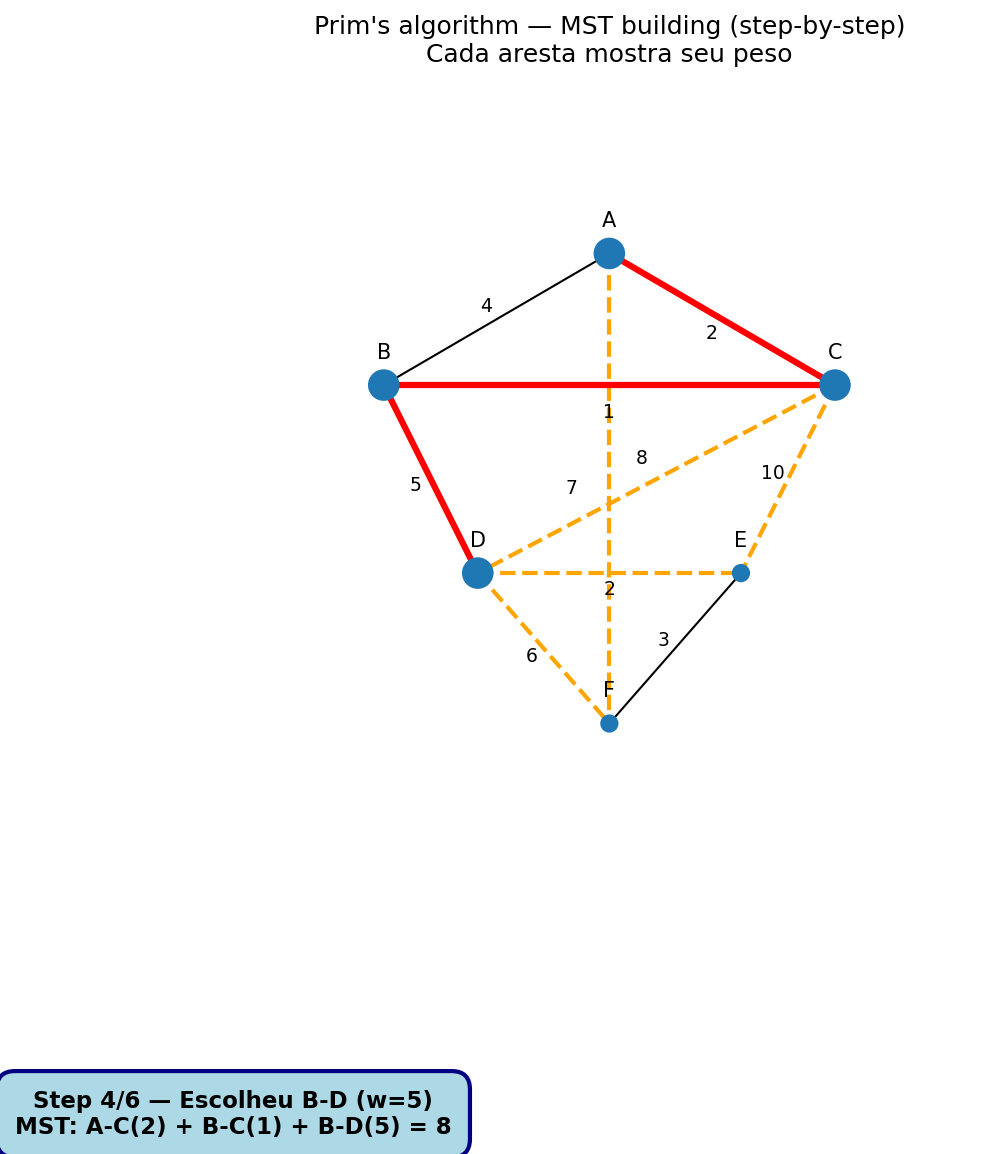 Prim's algorithm — MST building (step-by-step)
Cada aresta mostra seu peso
A
4
2
B
C
1
8
10
5
7
D
E
2
3
6
F
Step 4/6 — Escolheu B-D (w=5)
MST: A-C(2) + B-C(1) + B-D(5) = 8